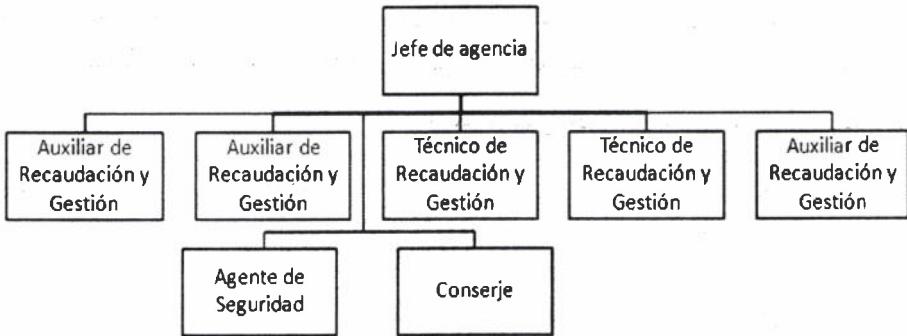 Jefe de agencia
Auxiliar de
Recaudación y
Gestión
Auxiliar de
Recaudación y
Gestión
Técnico de
Recaudación y
Gestión
Técnico de
Recaudación y
Gestión
Auxiliar de
Recaudación y
Gestión
Agente de
Seguridad
Conserje